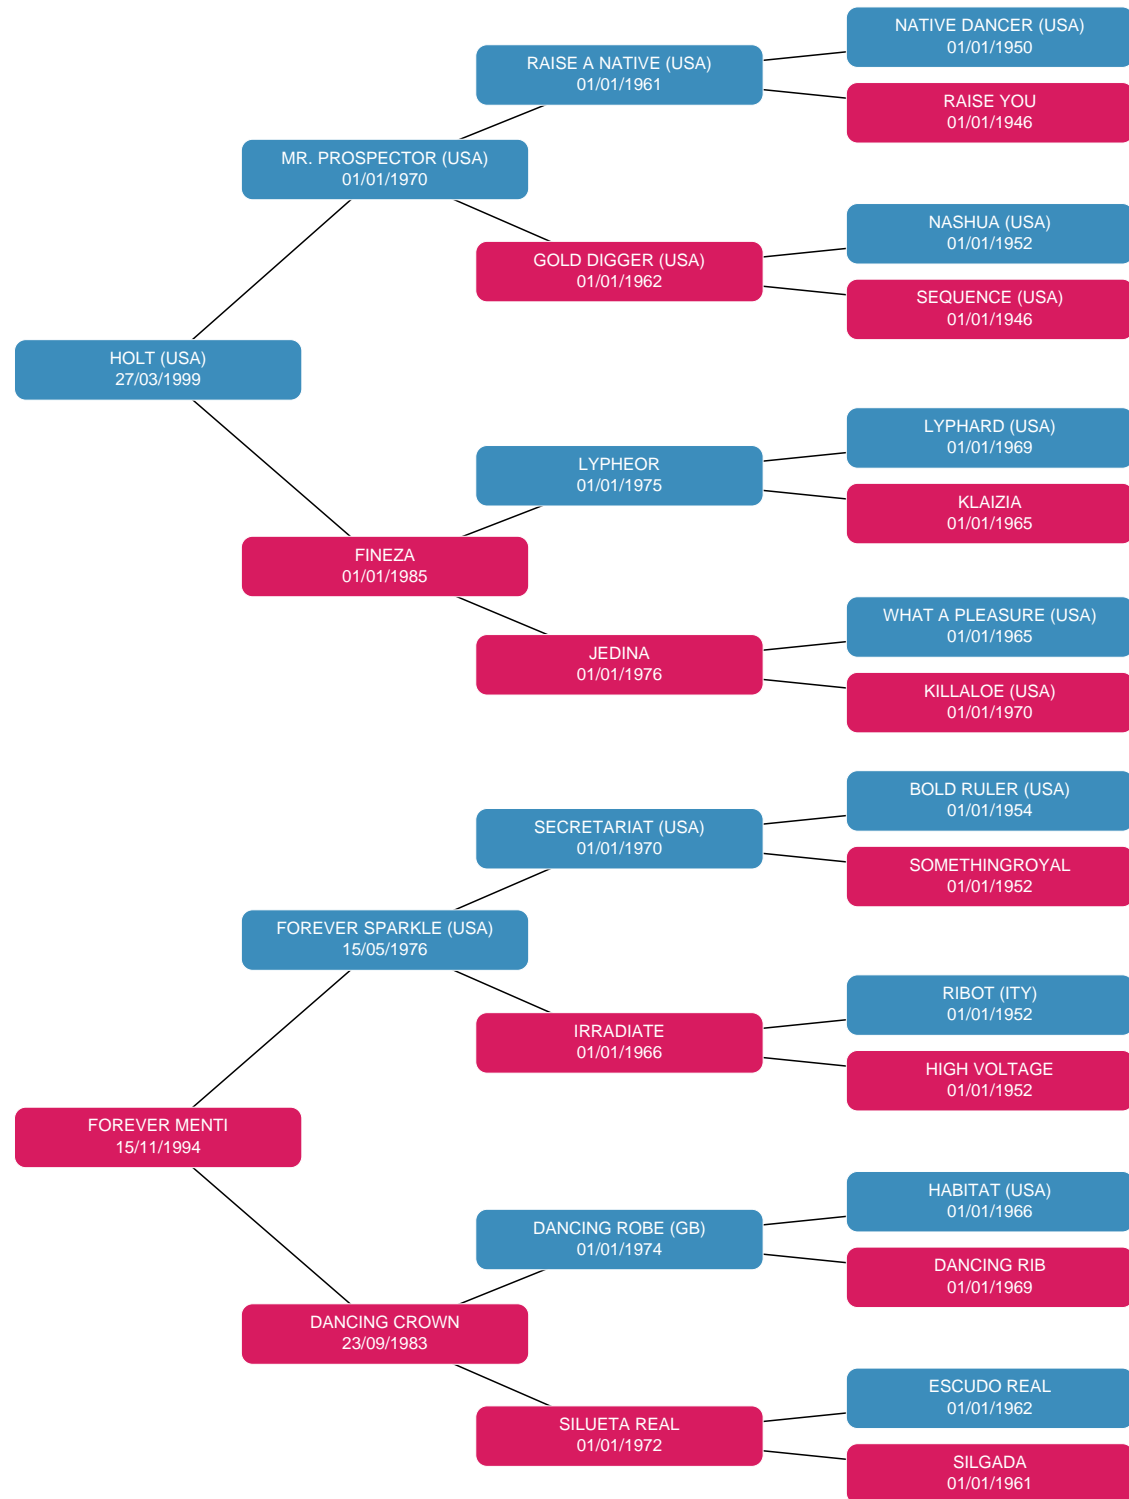 NATIVE DANCER (USA)
01/01/1950
RAISE A NATIVE (USA)
01/01/1961
RAISE YOU
01/01/1946
MR. PROSPECTOR (USA)
01/01/1970
NASHUA (USA)
01/01/1952
GOLD DIGGER (USA)
01/01/1962
SEQUENCE (USA)
01/01/1946
HOLT (USA)
27/03/1999
LYPHARD (USA)
01/01/1969
LYPHEOR
01/01/1975
KLAIZIA
01/01/1965
FINEZA
01/01/1985
WHAT A PLEASURE (USA)
01/01/1965
JEDINA
01/01/1976
KILLALOE (USA)
01/01/1970
BOLD RULER (USA)
01/01/1954
SECRETARIAT (USA)
01/01/1970
SOMETHINGROYAL
01/01/1952
FOREVER SPARKLE (USA)
15/05/1976
RIBOT (ITY)
01/01/1952
IRRADIATE
01/01/1966
HIGH VOLTAGE
01/01/1952
FOREVER MENTI
15/11/1994
HABITAT (USA)
01/01/1966
DANCING ROBE (GB)
01/01/1974
DANCING RIB
01/01/1969
DANCING CROWN
23/09/1983
ESCUDO REAL
01/01/1962
SILUETA REAL
01/01/1972
SILGADA
01/01/1961